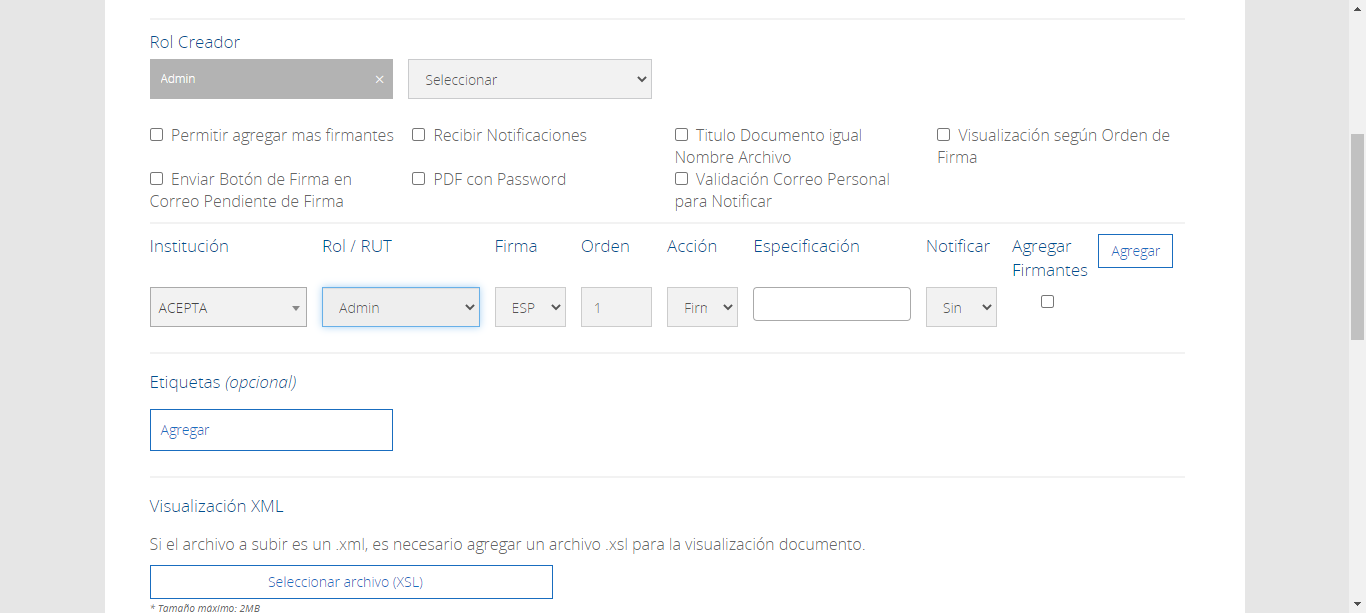 Rol Creador
Admin ×
Seleccionar
Permitir agregar mas firmantes
Recibir Notificaciones
Titulo Documento igual
Nombre Archivo
Visualización según Orden de
Firma
Enviar Botón de Firma en
Correo Pendiente de Firma
PDF con Password
Validación Correo Personal
para Notificar
Institución Rol / RUT Firma Orden Acción Especificación Notificar Agregar
Firmantes
Agregar
ACEPTA Admin ESP 1 Firn Sin
Etiquetas (opcional)
Agregar
Visualización XML
Si el archivo a subir es un .xml, es necesario agregar un archivo .xsl para la visualización documento.
Seleccionar archivo (XSL)
* Tamaño máximo: 2MB